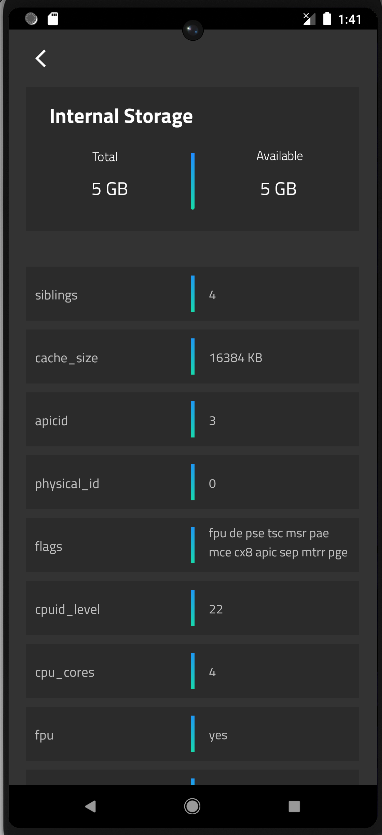 1:41
Internal Storage
Total
Available
5 GB
5 GB
siblings
4
cache_size
16384 KB
apicid
3
physical_id
0
flags
fpu de pse tsc msr pae
mce cx8 apic sep mtrr pge
cpuid_level
22
cpu_cores
4
fpu
yes